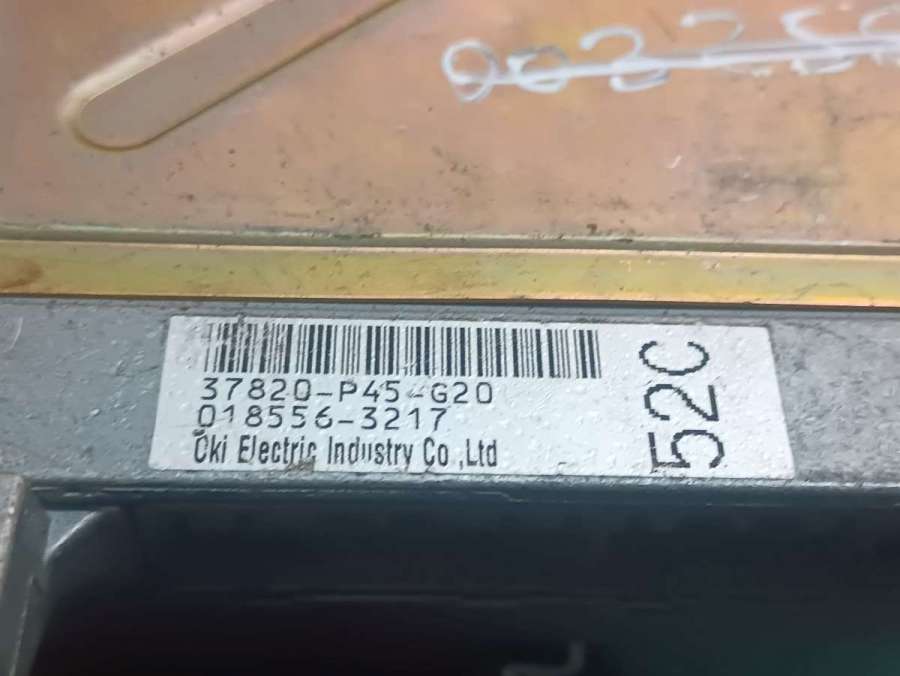 37820-P45-G20
018556-3217
Oki Electric Industry Co.,Ltd
52C